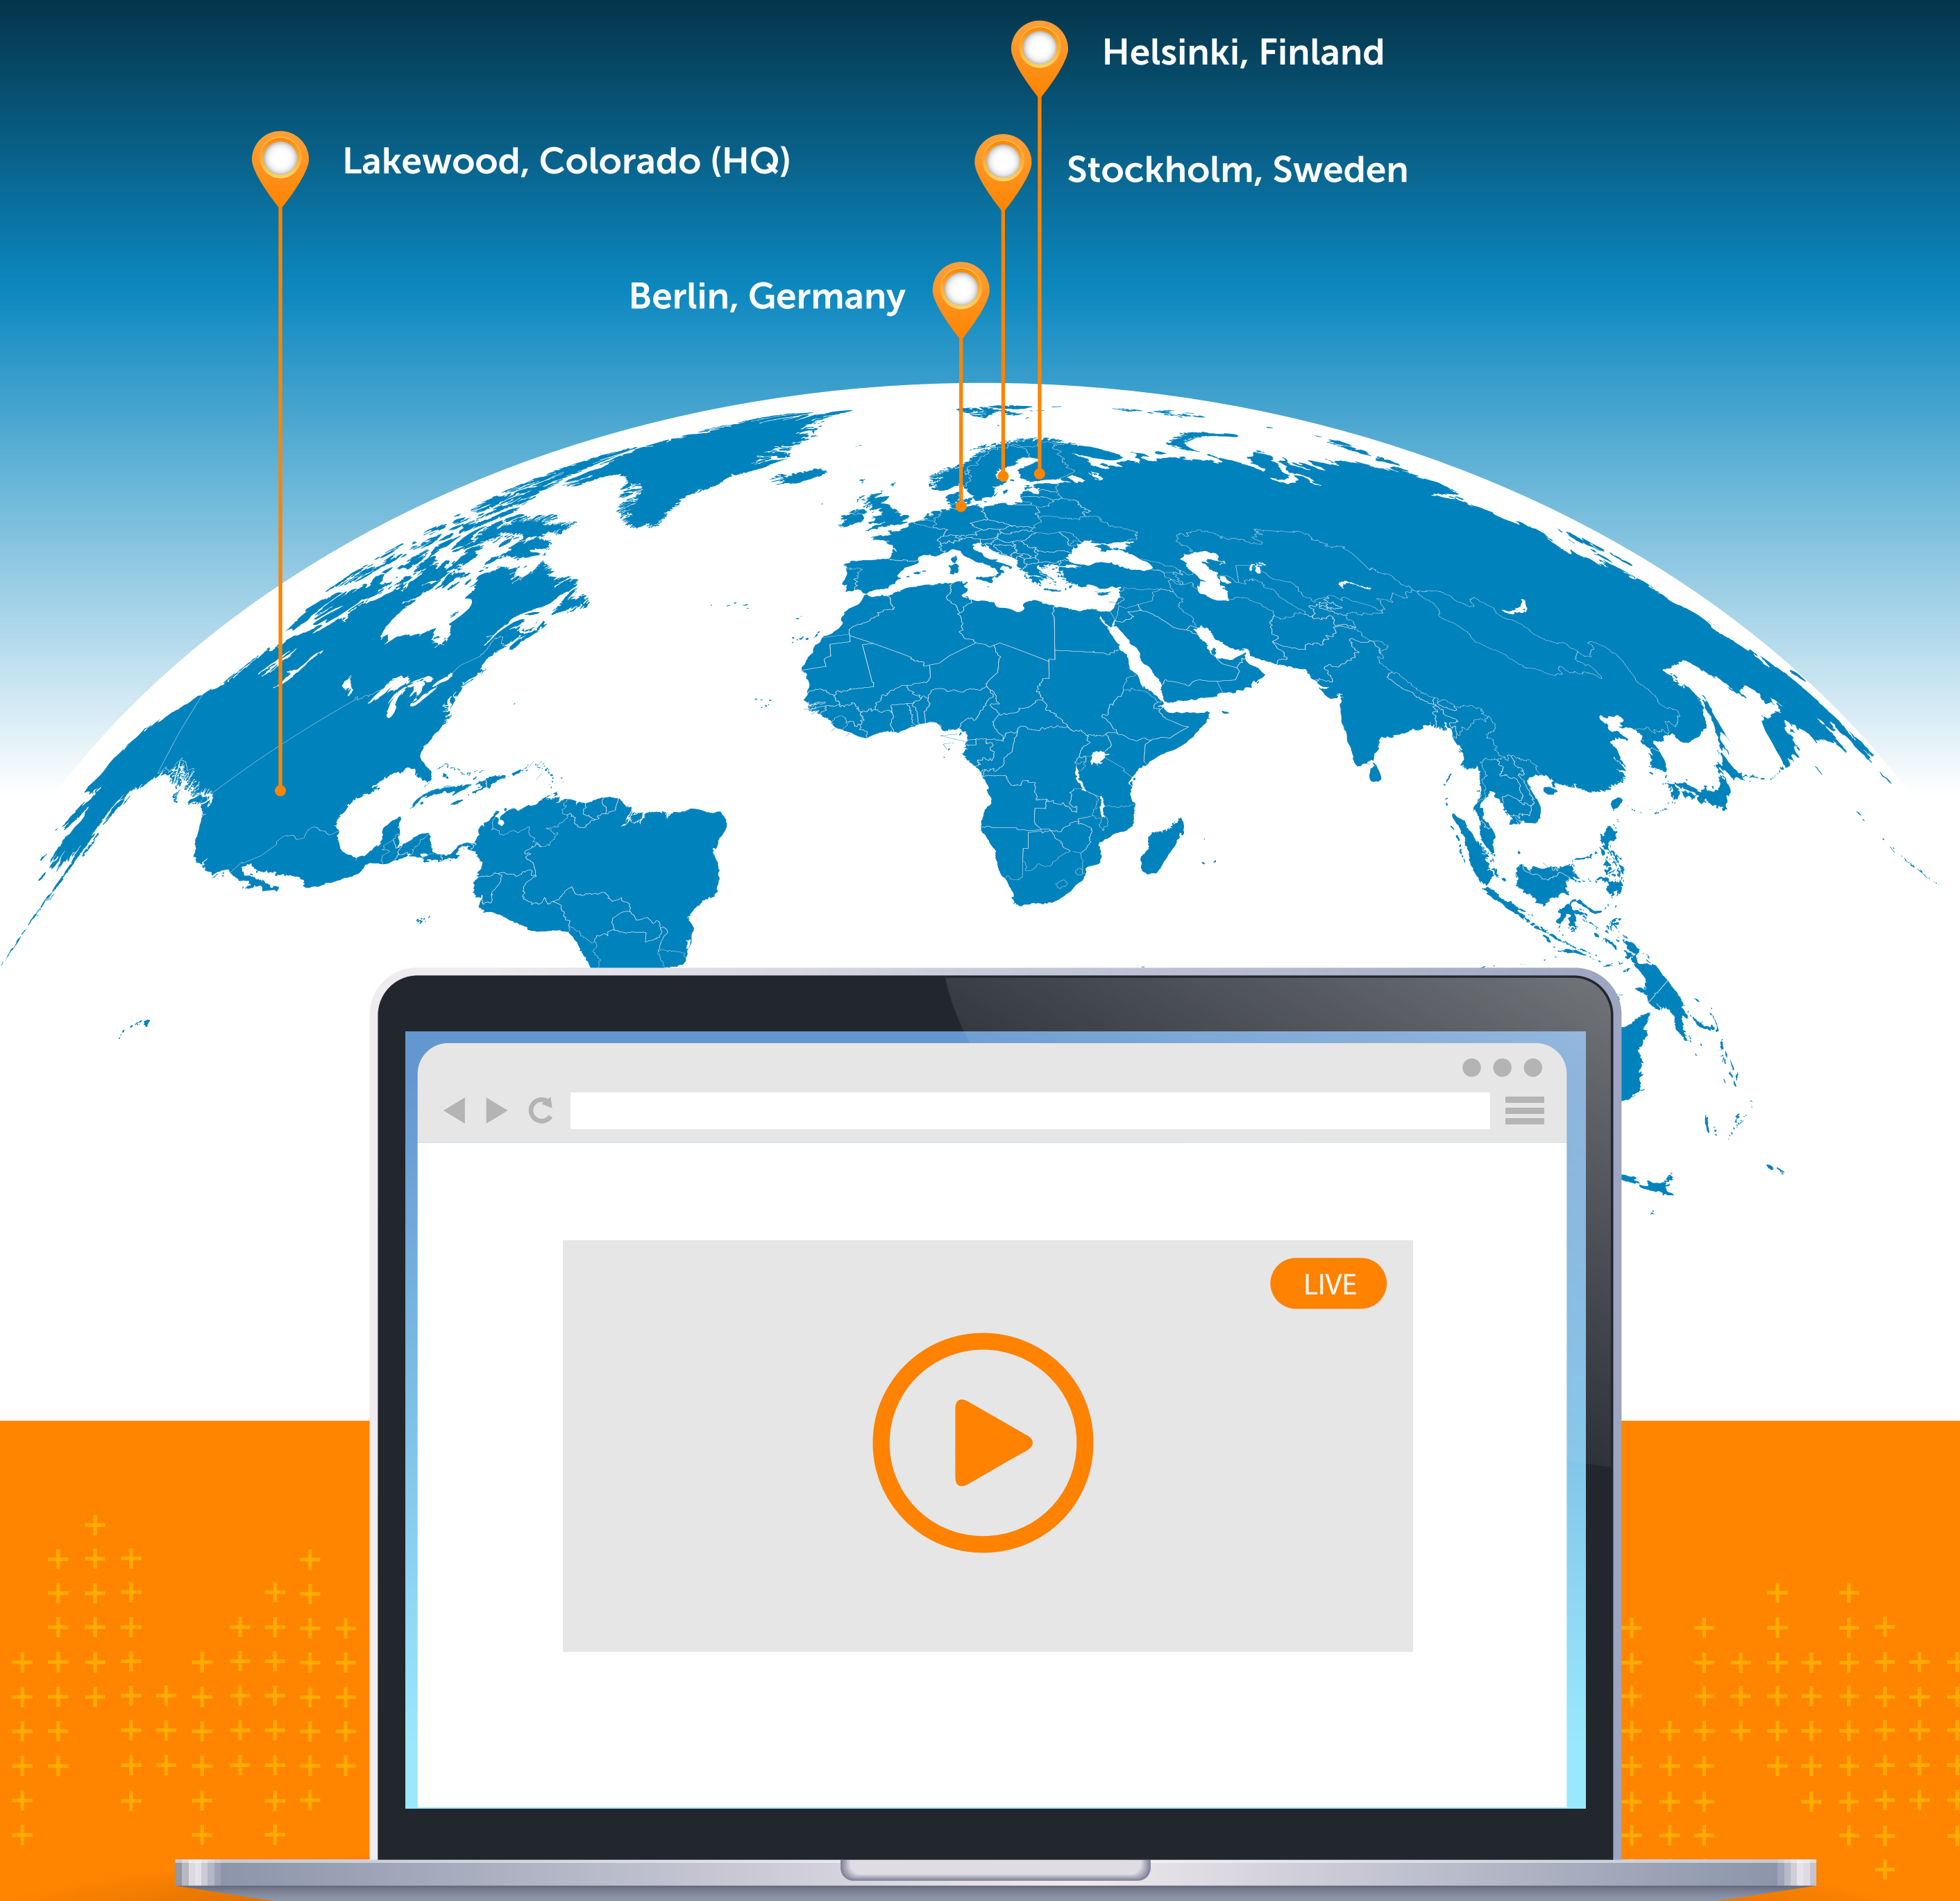 Helsinki, Finland
Lakewood, Colorado (HQ)
Stockholm, Sweden
Berlin, Germany
LIVE